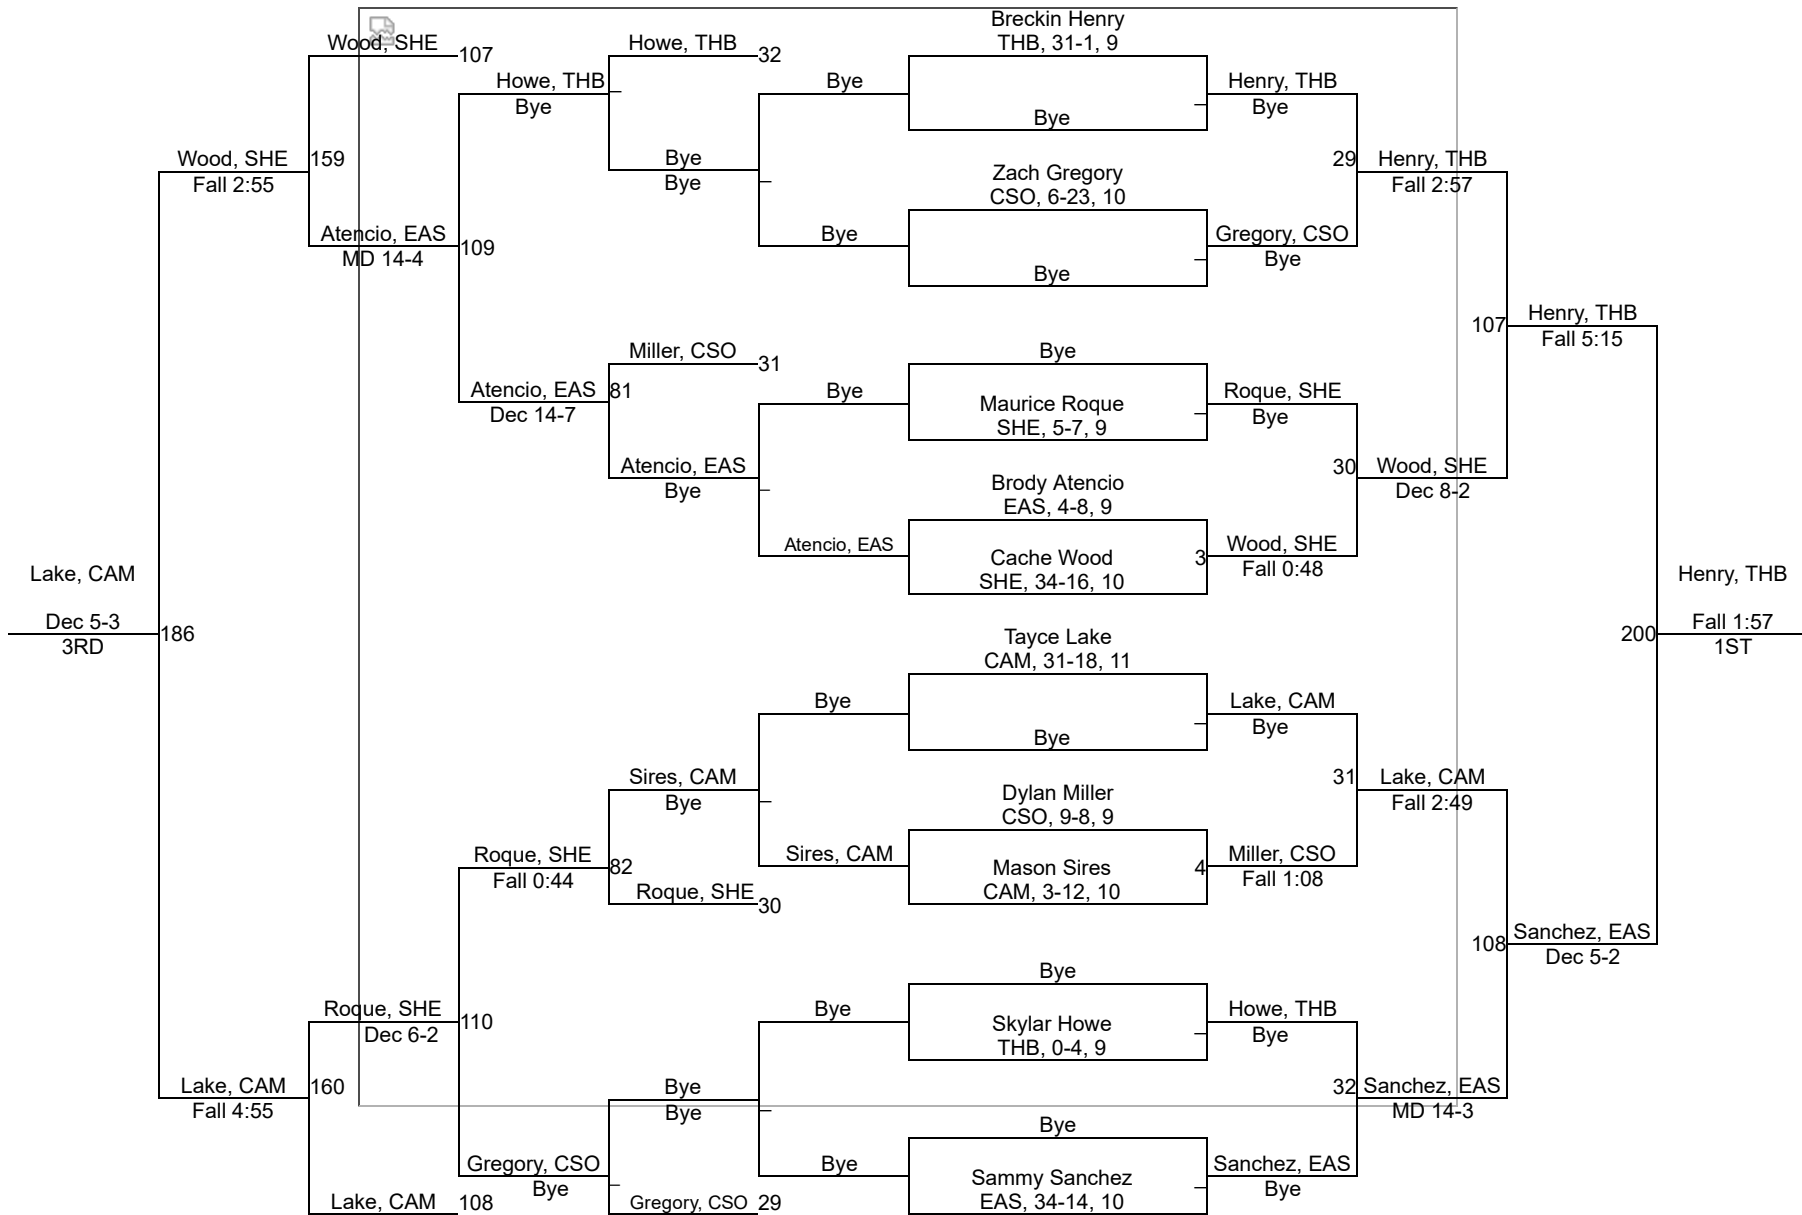 Breckin Henry
THB, 31-1, 9
Wood, SHE
107
Howe, THB
32
Howe, THB
Bye
Bye
Henry, THB
Bye
Bye
Wood, SHE
Fall 2:55
159
Bye
Bye
29
Henry, THB
Fall 2:57
Zach Gregory
CSO, 6-23, 10
Atencio, EAS
MD 14-4
109
Bye
Gregory, CSO
Bye
Bye
107
Henry, THB
Fall 5:15
Miller, CSO
31
Bye
Atencio, EAS
Dec 14-7
81
Bye
Maurice Roque
SHE, 5-7, 9
Roque, SHE
Bye
Atencio, EAS
Bye
30
Wood, SHE
Dec 8-2
Brody Atencio
EAS, 4-8, 9
Atencio, EAS
Cache Wood
SHE, 34-16, 10
3
Wood, SHE
Fall 0:48
Lake, CAM
Dec 5-3
3RD
186
Henry, THB
200
Fall 1:57
1ST
Tayce Lake
CAM, 31-18, 11
Bye
Lake, CAM
Bye
Bye
Sires, CAM
Bye
31
Lake, CAM
Fall 2:49
Dylan Miller
CSO, 9-8, 9
Roque, SHE
Fall 0:44
82
Sires, CAM
Mason Sires
CAM, 3-12, 10
4
Miller, CSO
Fall 1:08
Roque, SHE
30
108
Sanchez, EAS
Dec 5-2
Bye
Roque, SHE
Dec 6-2
110
Bye
Skylar Howe
THB, 0-4, 9
Howe, THB
Bye
Lake, CAM
Fall 4:55
160
Bye
Bye
32
Sanchez, EAS
MD 14-3
Bye
Gregory, CSO
Bye
Bye
Sammy Sanchez
EAS, 34-14, 10
Sanchez, EAS
Bye
Lake, CAM
108
Gregory, CSO
29